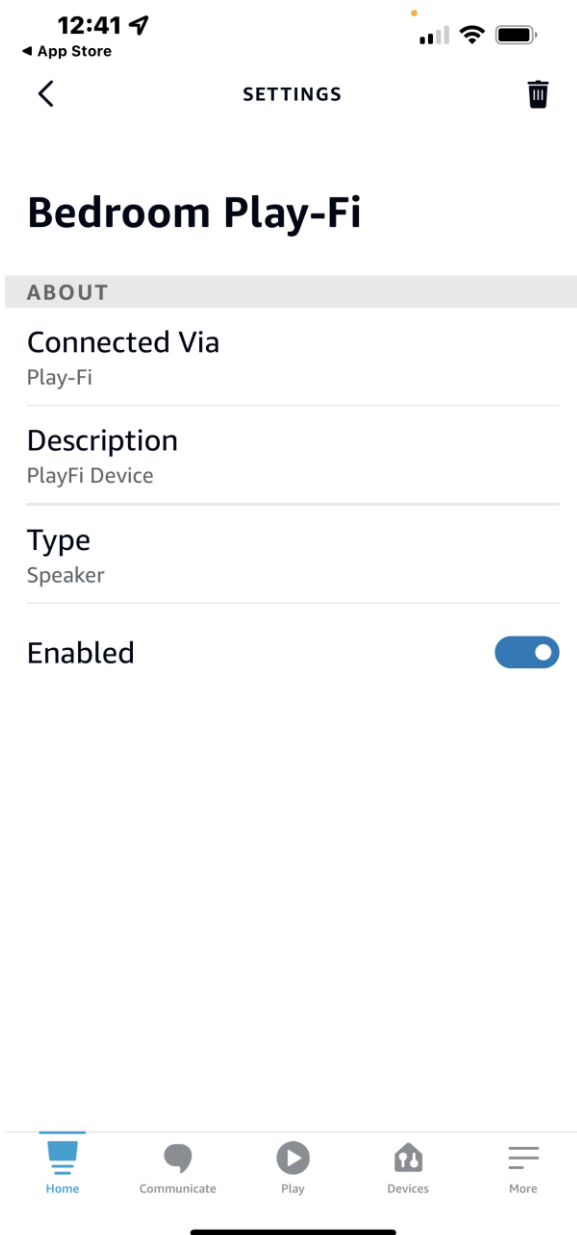 12:41
◀ App Store
SETTINGS
Bedroom Play-Fi
ABOUT
Connected Via
Play-Fi
Description
PlayFi Device
Type
Speaker
Enabled
Home
Communicate
Play
Devices
More